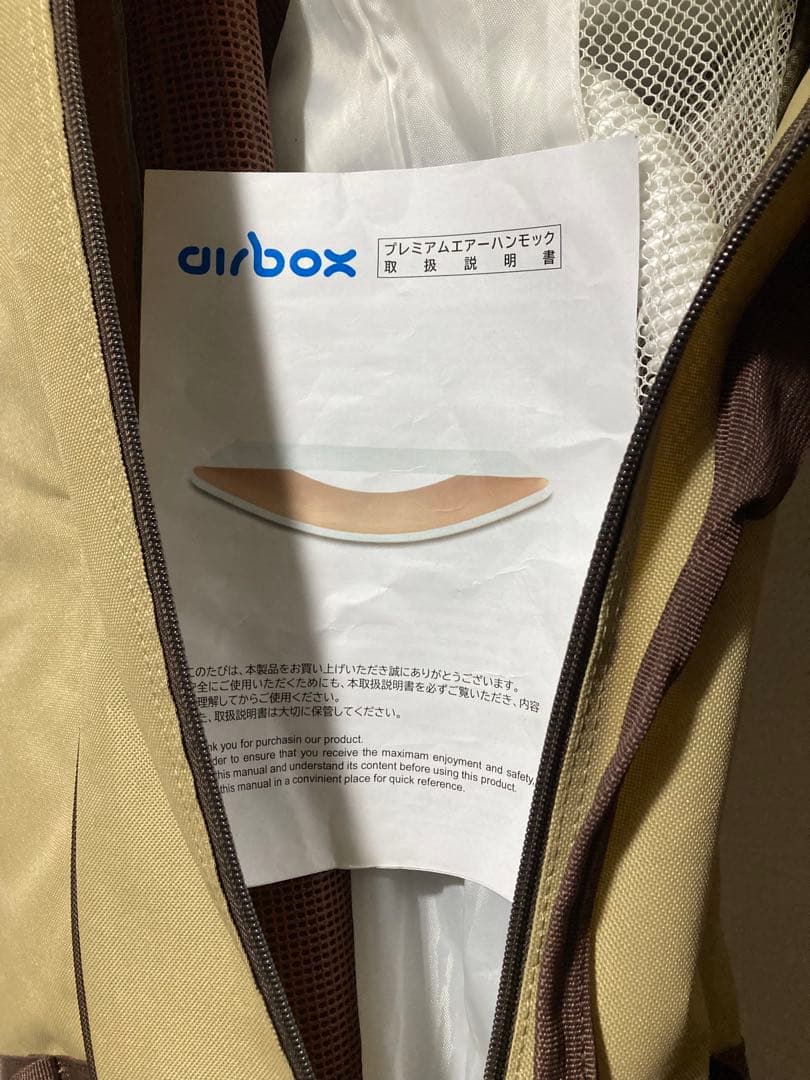 airbox
プレミアムエアーハンモック
取扱説明書
このたびは、本製品をお買い上げいただき誠にありがとうございます。
全にご使用いただくためにも、本取扱説明書を必ずご覧いただき、内容
理解してからご使用ください。
た、取扱説明書は大切に保管してください。
nk you for purchasin our product.
der to ensure that you receive the maximam enjoyment and safety,
this manual and understand its content before using this product.
this manual in a convinient place for quick reference.